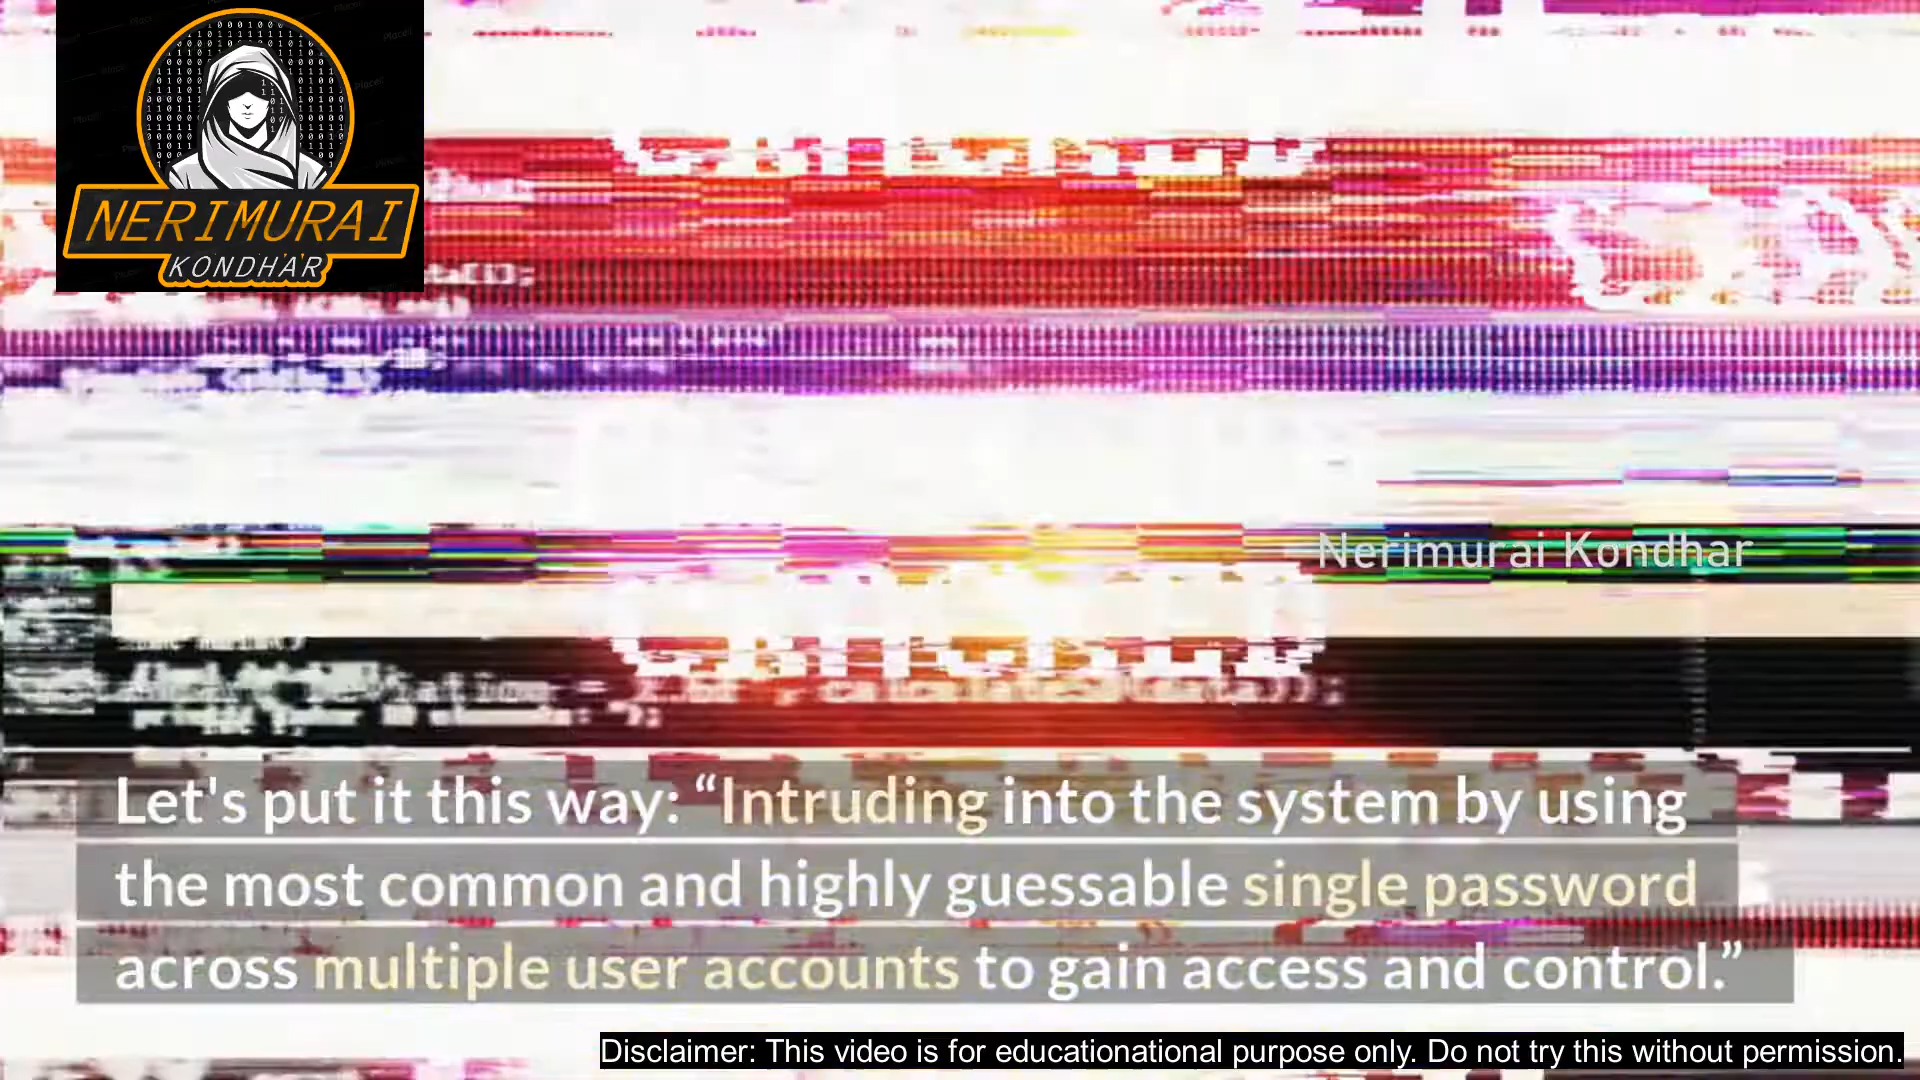 NERIMURAI
KONDHAR
Nerimurai Kondhar
Let's put it this way: “Intruding into the system by using
the most common and highly guessable single password
across multiple user accounts to gain access and control.”
Disclaimer: This video is for educationational purpose only. Do not try this without permission.